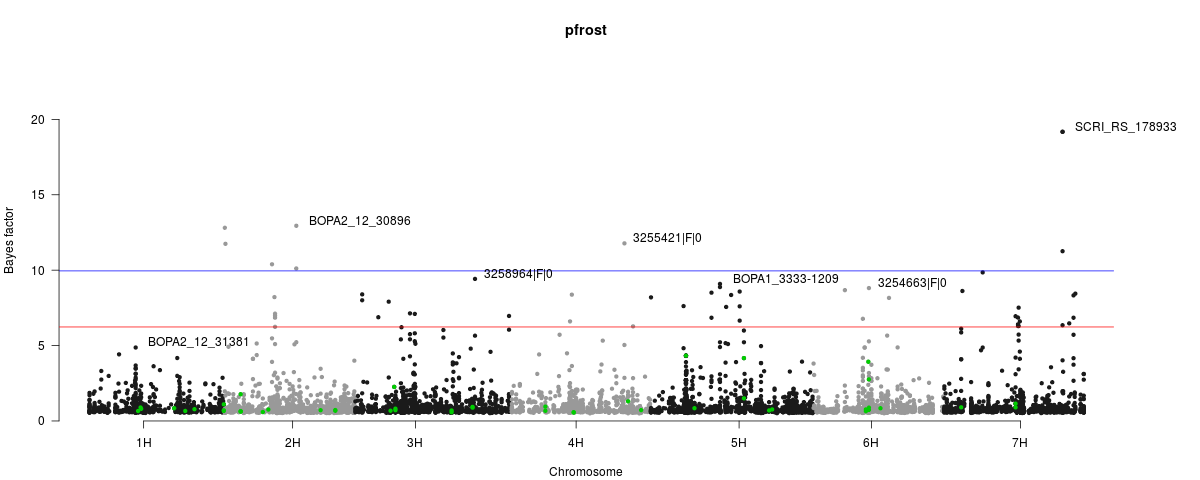 pfrost
20
SCRI_RS_178933
15
BOPA2_12_30896
3255421|F|0
Bayes factor
10
3258964|F|0
BOPA1_3333-1209
3254663|F|0
5
BOPA2_12_31381
0
1H 2H 3H 4H 5H 6H 7H
Chromosome